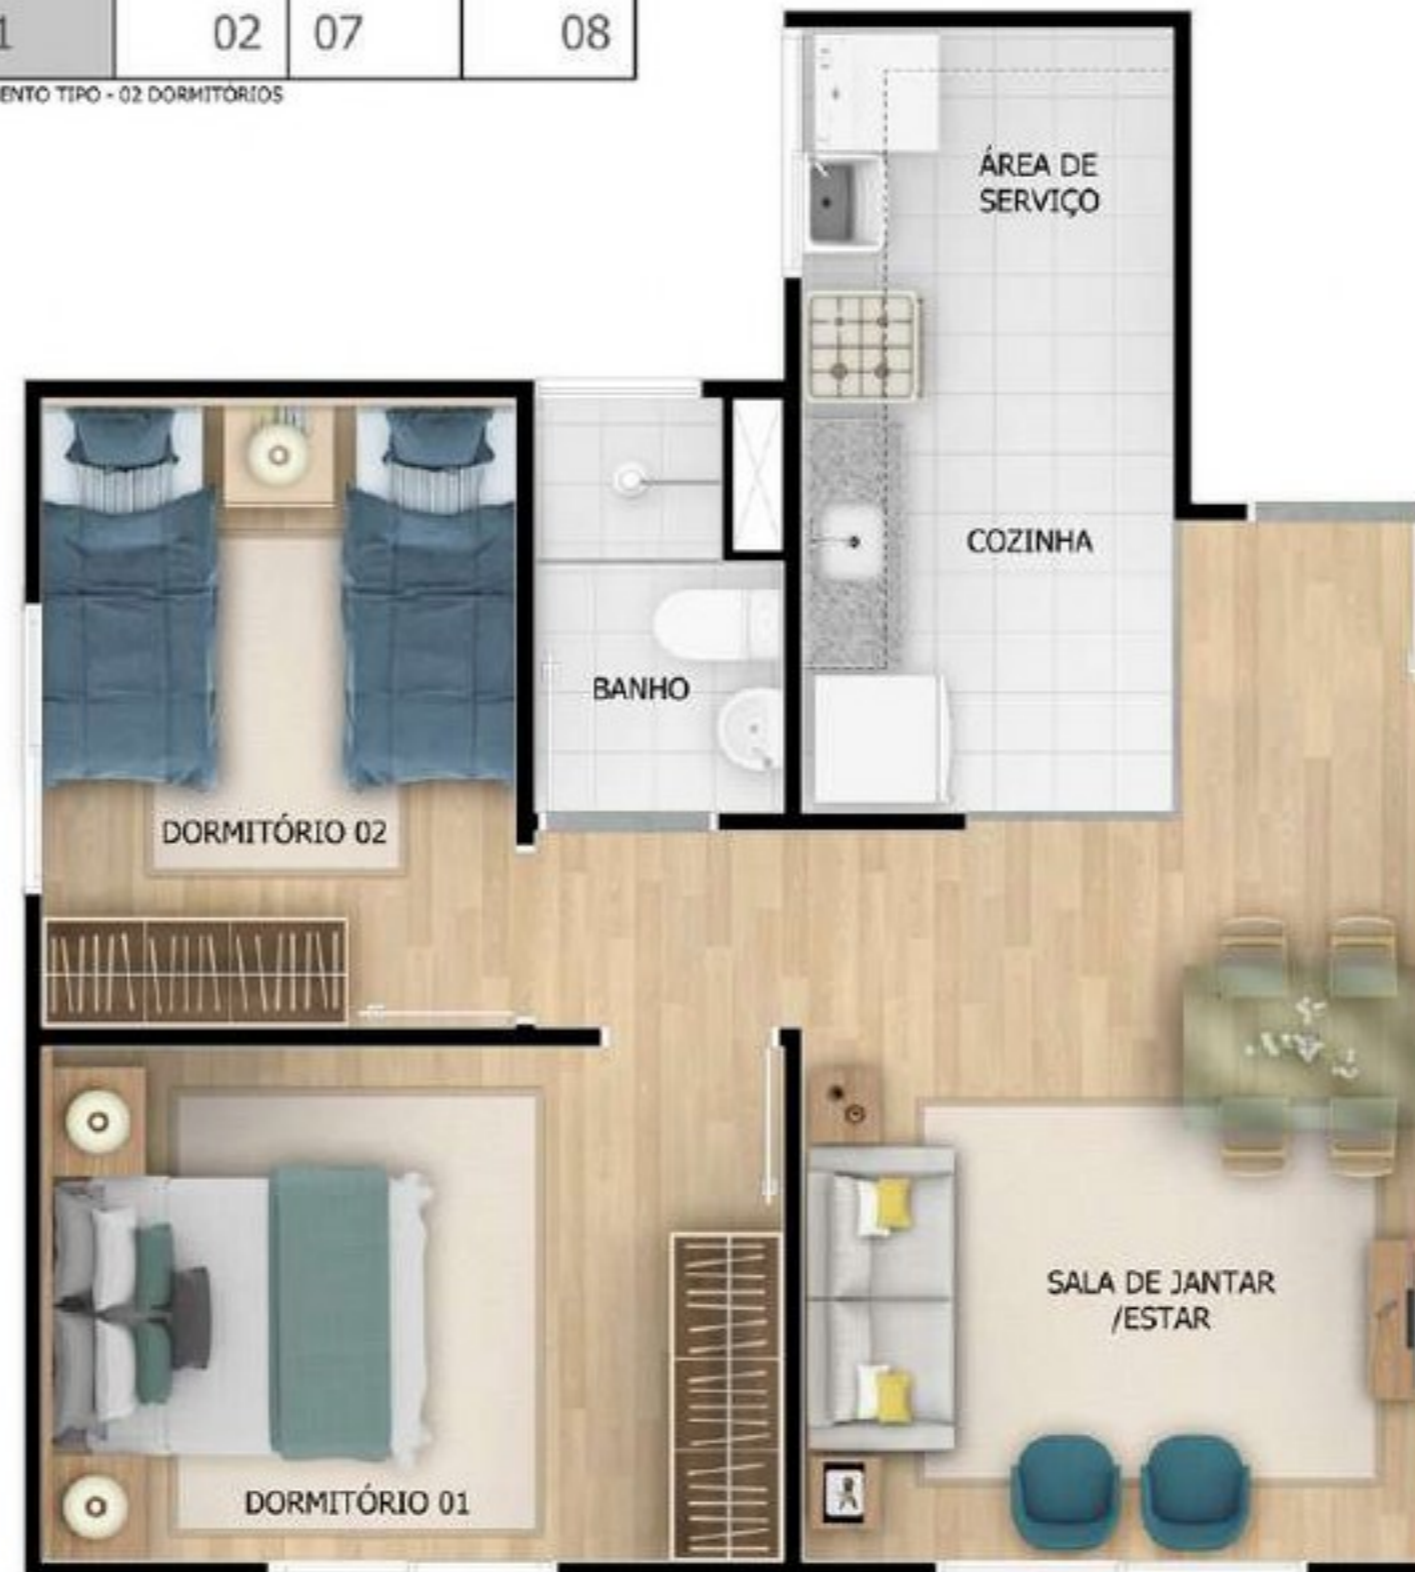 1 02 07 08
ENTO TIPO - 02 DORMITÓRIOS
ÁREA DE
SERVIÇO
COZINHA
BANHO
DORMITÓRIO 02
SALA DE JANTAR
/ESTAR
DORMITÓRIO 01